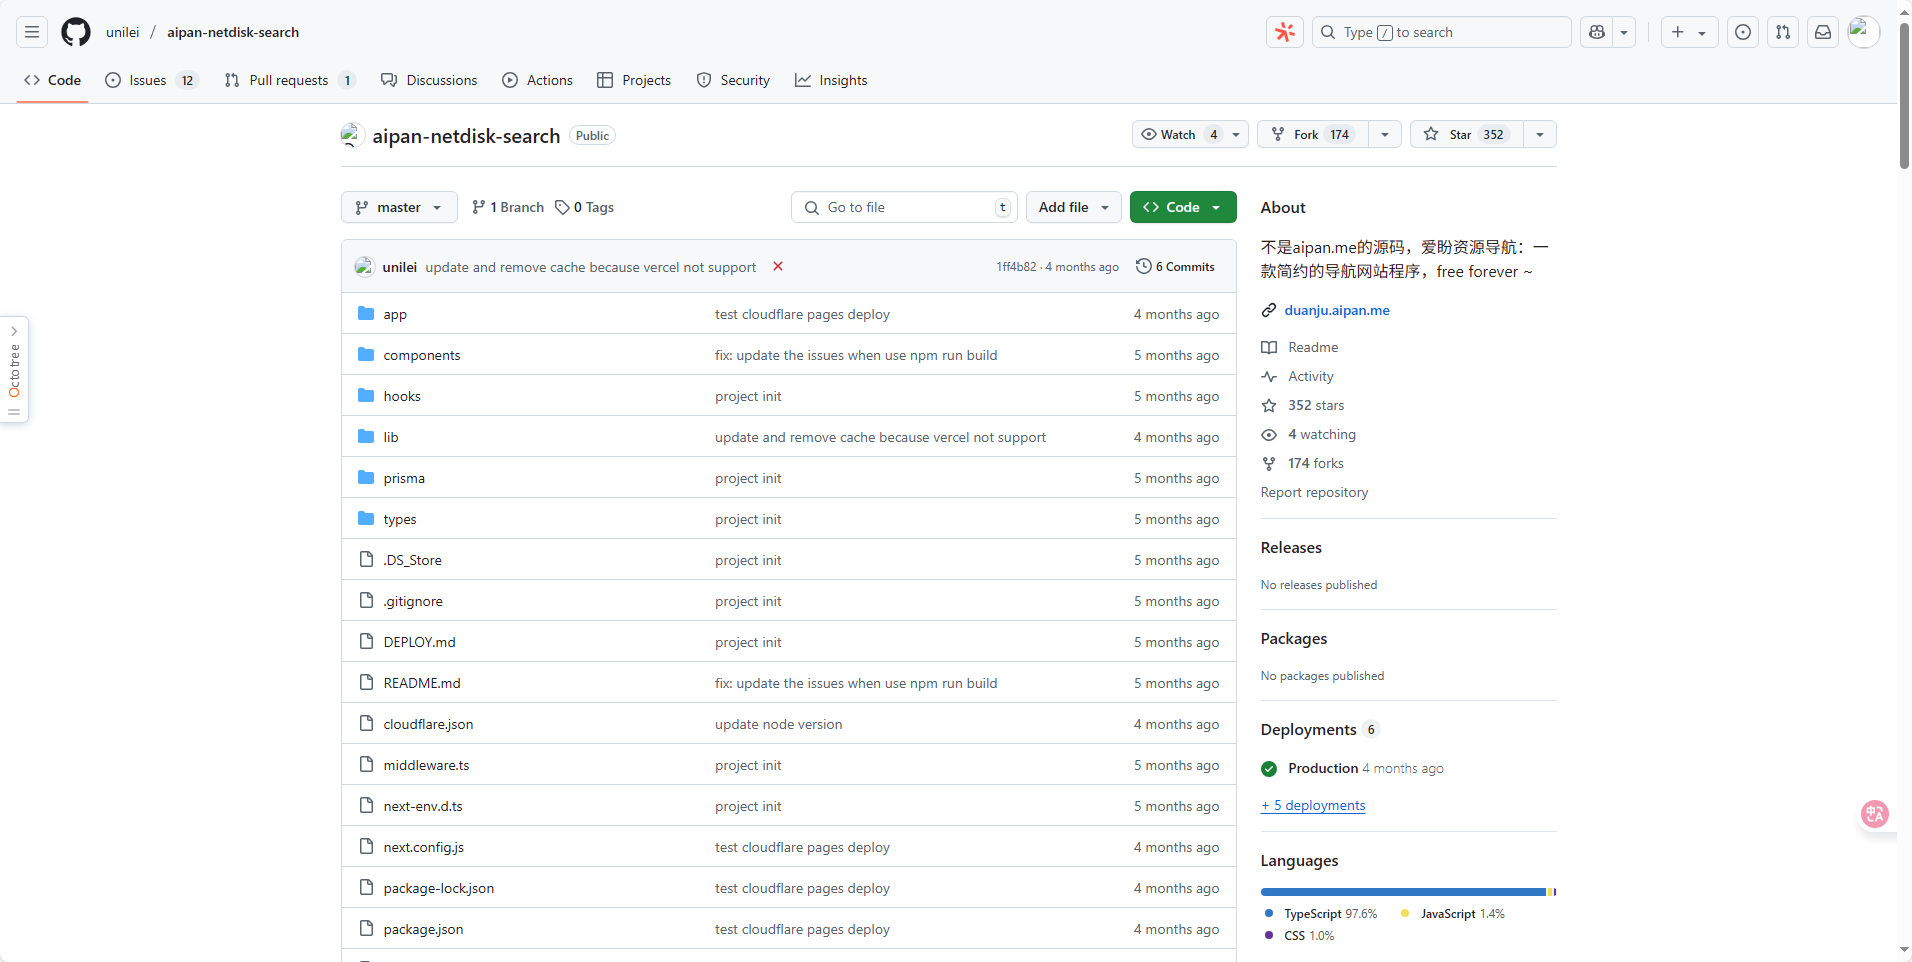 unilei / aipan-netdisk-search
Type / to search
Code
Issues 12
Pull requests 1
Discussions
Actions
Projects
Security
Insights
aipan-netdisk-search Public
Watch 4
Fork 174
Star 352
master
1 Branch
0 Tags
Go to file t
Add file
Code
unilei update and remove cache because vercel not support
1ff4b82 · 4 months ago
6 Commits
app test cloudflare pages deploy 4 months ago
components fix: update the issues when use npm run build 5 months ago
hooks project init 5 months ago
lib update and remove cache because vercel not support 4 months ago
prisma project init 5 months ago
types project init 5 months ago
.DS_Store project init 5 months ago
.gitignore project init 5 months ago
DEPLOY.md project init 5 months ago
README.md fix: update the issues when use npm run build 5 months ago
cloudflare.json update node version 4 months ago
middleware.ts project init 5 months ago
next-env.d.ts project init 5 months ago
next.config.js test cloudflare pages deploy 4 months ago
package-lock.json test cloudflare pages deploy 4 months ago
package.json test cloudflare pages deploy 4 months ago
About
不是aipan.me的源码，爱盼资源导航：一
款简约的导航网站程序，free forever ~
duanju.aipan.me
Readme
Activity
352 stars
4 watching
174 forks
Report repository
Releases
No releases published
Packages
No packages published
Deployments 6
Production 4 months ago
+ 5 deployments
Languages
TypeScript 97.6%
JavaScript 1.4%
CSS 1.0%
Octotree
中A